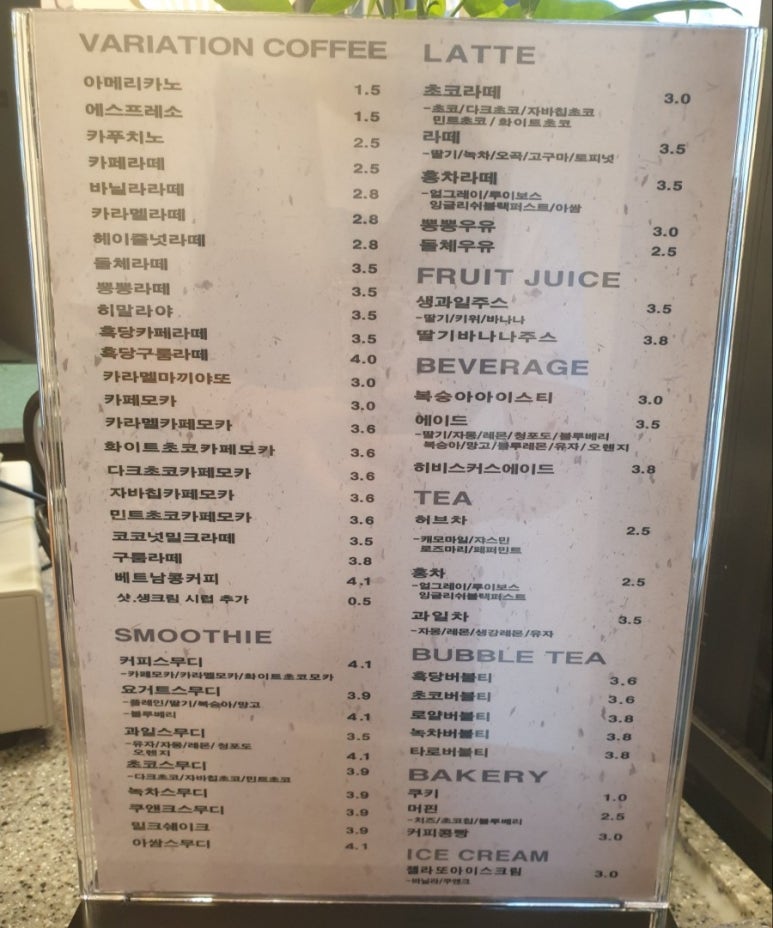 VARIATION COFFEE
아메리카노 1.5
에스프레소 1.5
카푸치노 2.5
카페라떼 2.5
바닐라라떼 2.8
카라멜라떼 2.8
헤이즐넛라떼 2.8
돌체라떼 3.5
뿅뿅라떼 3.5
히말라야 3.5
흑당카페라떼 3.5
흑당구룸라떼 4.0
카라멜마끼야또 3.0
카페모카 3.0
카라멜카페모카 3.6
화이트초코카페모카 3.6
다크초코카페모카 3.6
자바칩카페모카 3.6
민트초코카페모카 3.6
코코넛밀크라떼 3.5
구룸라떼 3.8
베트남콩커피 4.1
샷.생크림 시럽 추가 0.5
SMOOTHIE
커피스무디 4.1
-카페모카/카라멜모카/화이트초코모카
요거트스무디 3.9
-플레인/딸기/복숭아/망고
-블루베리 4.1
과일스무디 3.5
-유자/자몽/레몬/청포도
오렌지 4.1
초코스무디 3.9
-다크초코/자바칩초코/민트초코
녹차스무디 3.9
쿠앤크스무디 3.9
밀크쉐이크 3.9
아쌈스무디 4.1
LATTE
초코라떼 3.0
-초코/다크초코/자바칩초코
민트초코/화이트초코
라떼 3.5
-딸기/녹차/오곡/고구마/토피넛
홍차라떼 3.5
-얼그레이/루이보스
잉글리쉬블랙퍼스트/아쌈
뿅뿅우유 3.0
돌체우유 2.5
FRUIT JUICE
생과일주스 3.5
-딸기/키위/바나나
딸기바나나주스 3.8
BEVERAGE
복숭아아이스티 3.0
에이드 3.5
-딸기/자몽/레몬/청포도/블루베리
복숭아/망고/블루레몬/유자/오렌지
히비스커스에이드 3.8
TEA
허브차 2.5
-캐모마일/쟈스민
로즈마리/페퍼민트
홍차 2.5
-얼그레이/루이보스
잉글리쉬블랙퍼스트
과일차 3.5
-자몽/레몬/생강레몬/유자
BUBBLE TEA
흑당버블티 3.6
초코버블티 3.6
로얄버블티 3.8
녹차버블티 3.8
타로버블티 3.8
BAKERY
쿠키 1.0
머핀 2.5
-치즈/초코칩/블루베리
커피콩빵 3.0
ICE CREAM
젤라또아이스크림 3.0
-바닐라/쿠앤크